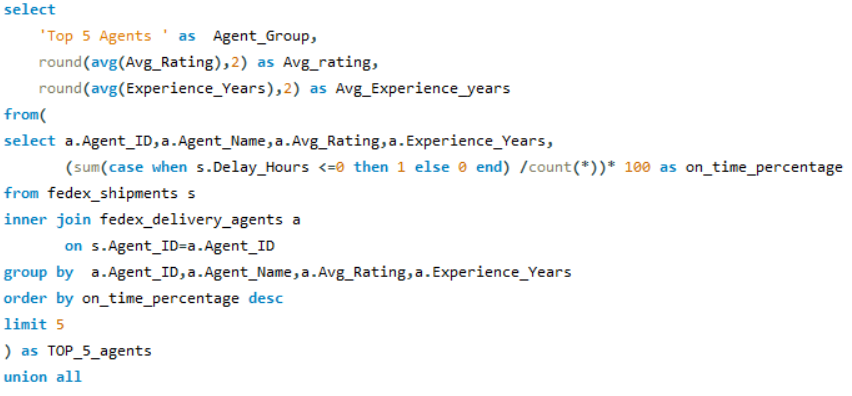 select
'Top 5 Agents ' as  Agent_Group,
round(avg(Avg_Rating),2) as Avg_rating,
round(avg(Experience_Years),2) as Avg_Experience_years
from(
select a.Agent_ID,a.Agent_Name,a.Avg_Rating,a.Experience_Years,
(sum(case when s.Delay_Hours <=0 then 1 else 0 end) /count(*))* 100 as on_time_percentage
from fedex_shipments s
inner join fedex_delivery_agents a
on s.Agent_ID=a.Agent_ID
group by  a.Agent_ID,a.Agent_Name,a.Avg_Rating,a.Experience_Years
order by on_time_percentage desc
limit 5
) as TOP_5_agents
union all